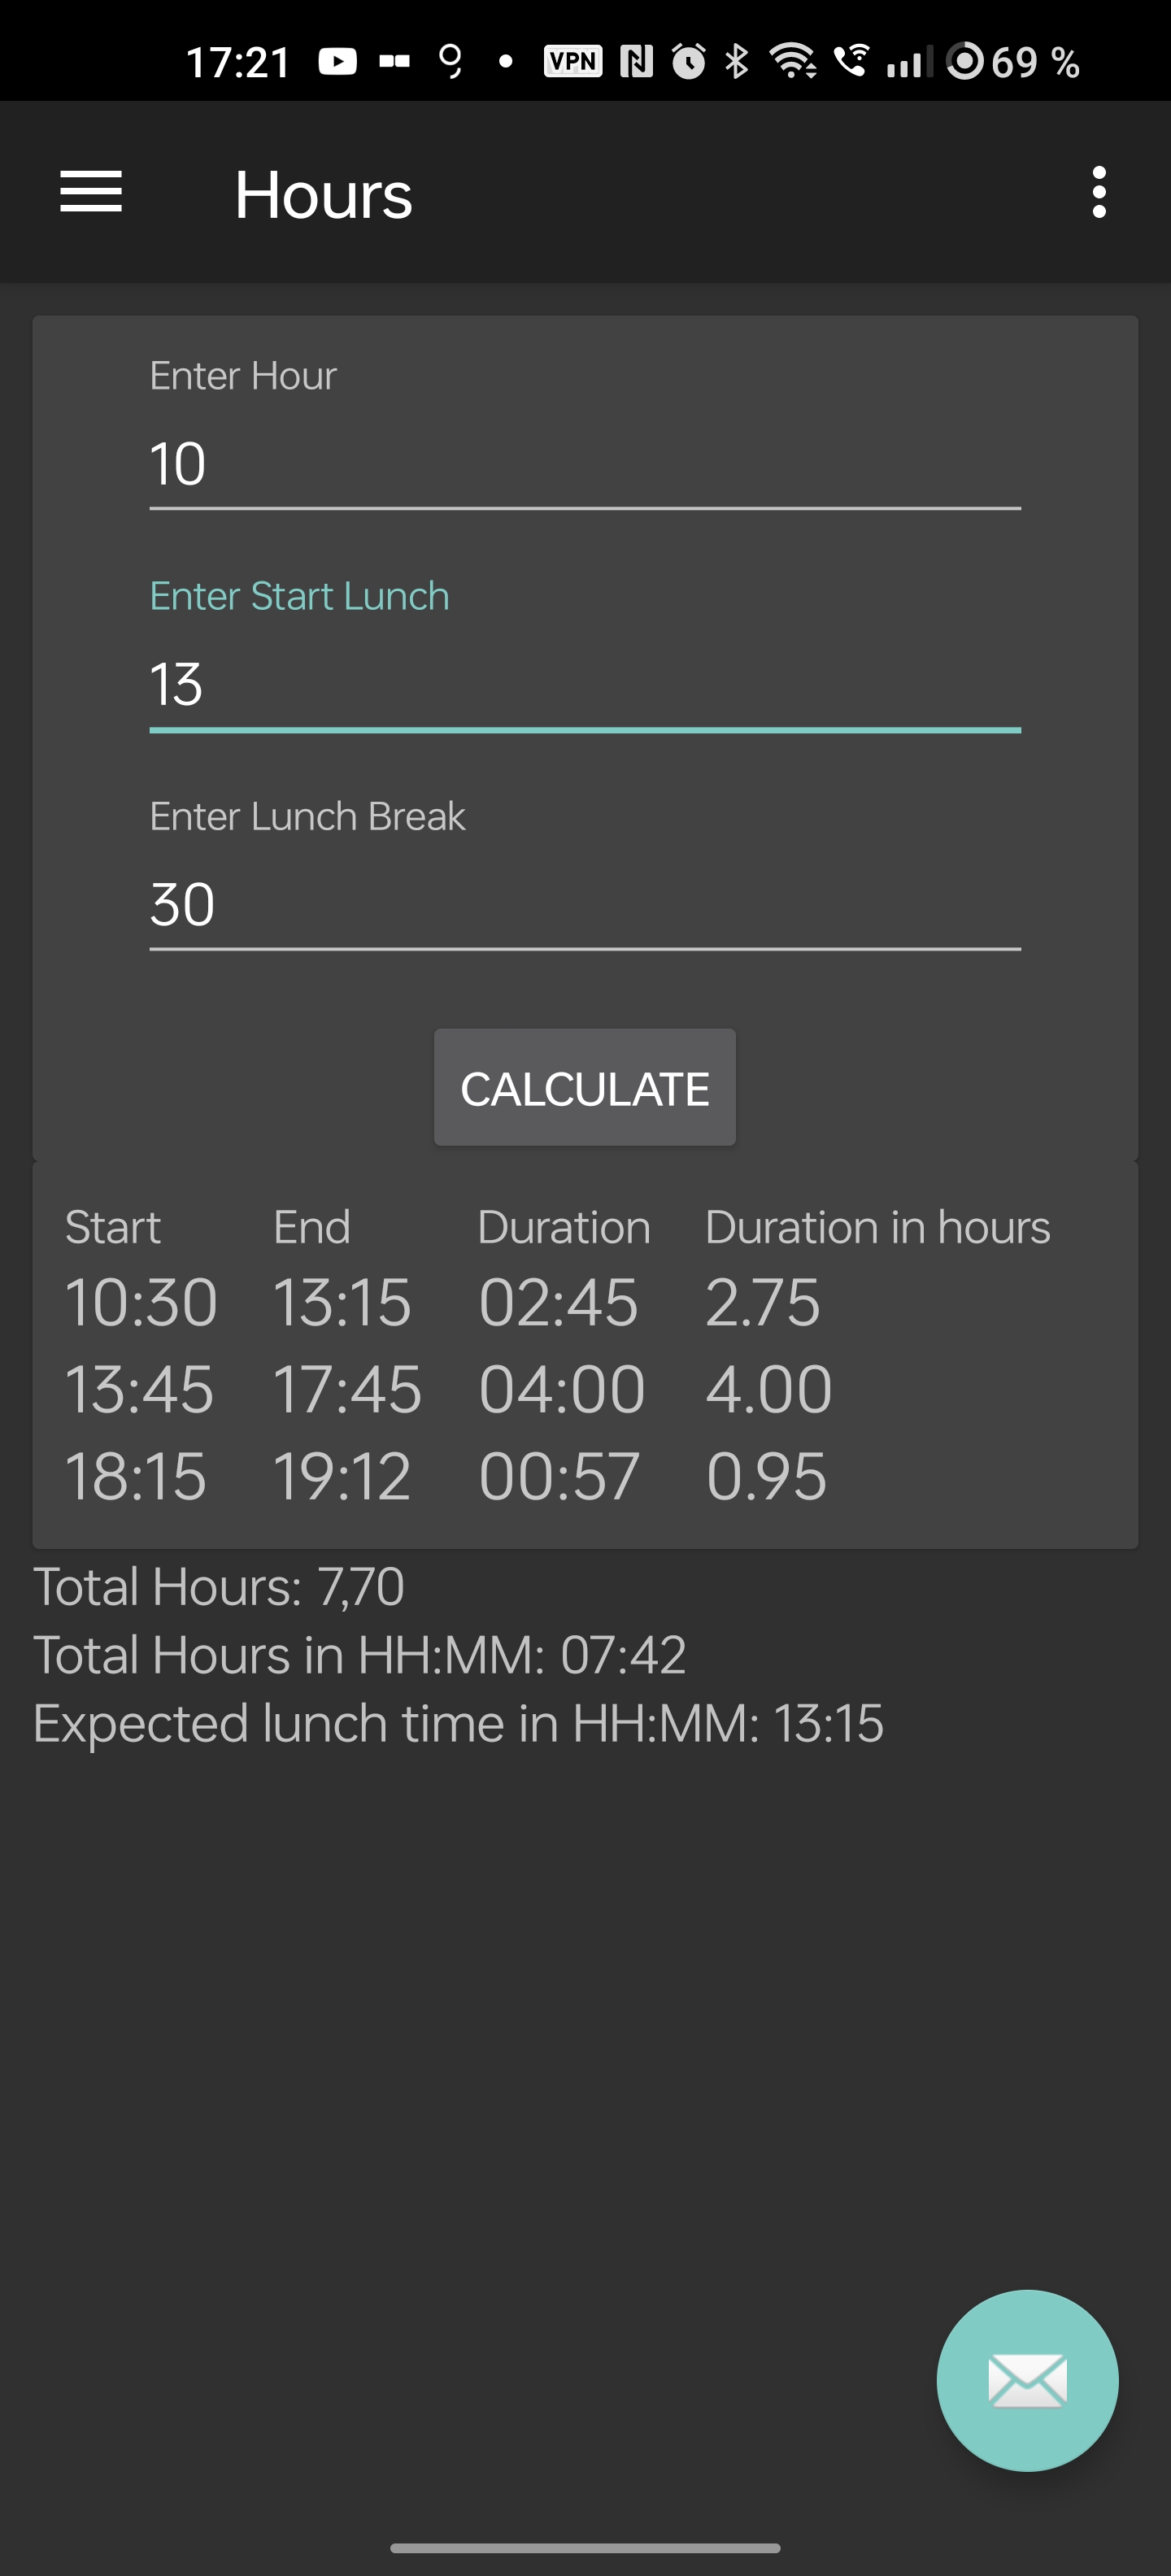 17:21 VPN 69 %
Hours
Enter Hour
10
Enter Start Lunch
13
Enter Lunch Break
30
CALCULATE
Start End Duration Duration in hours
10:30 13:15 02:45 2.75
13:45 17:45 04:00 4.00
18:15 19:12 00:57 0.95
Total Hours: 7,70
Total Hours in HH:MM: 07:42
Expected lunch time in HH:MM: 13:15